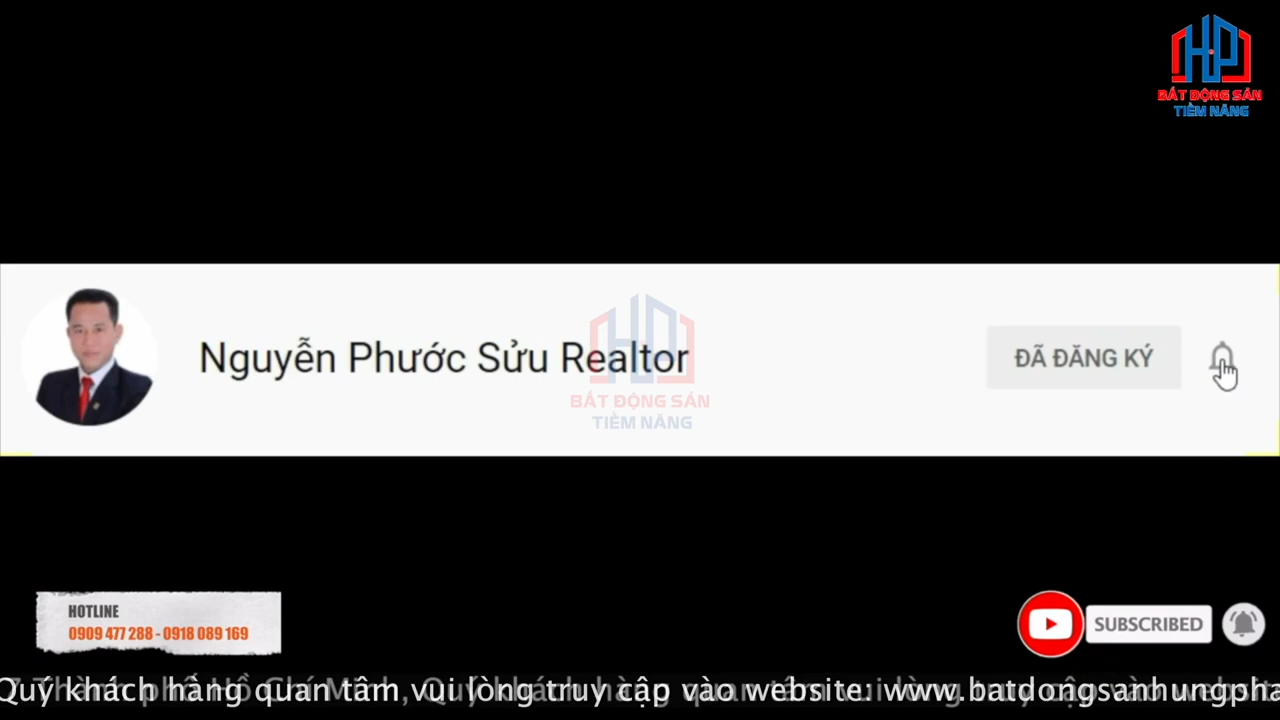 HP
BẤT ĐỘNG SẢN
TIỀM NĂNG
Nguyễn Phước Sửu Realtor
ĐÃ ĐĂNG KÝ
HP
BẤT ĐỘNG SẢN
TIỀM NĂNG
HOTLINE
0909 477 288 - 0918 089 169
SUBSCRIBED
Quý khách hàng quan tâm, vui lòng truy cập vào website: www.batdongsanhungpha